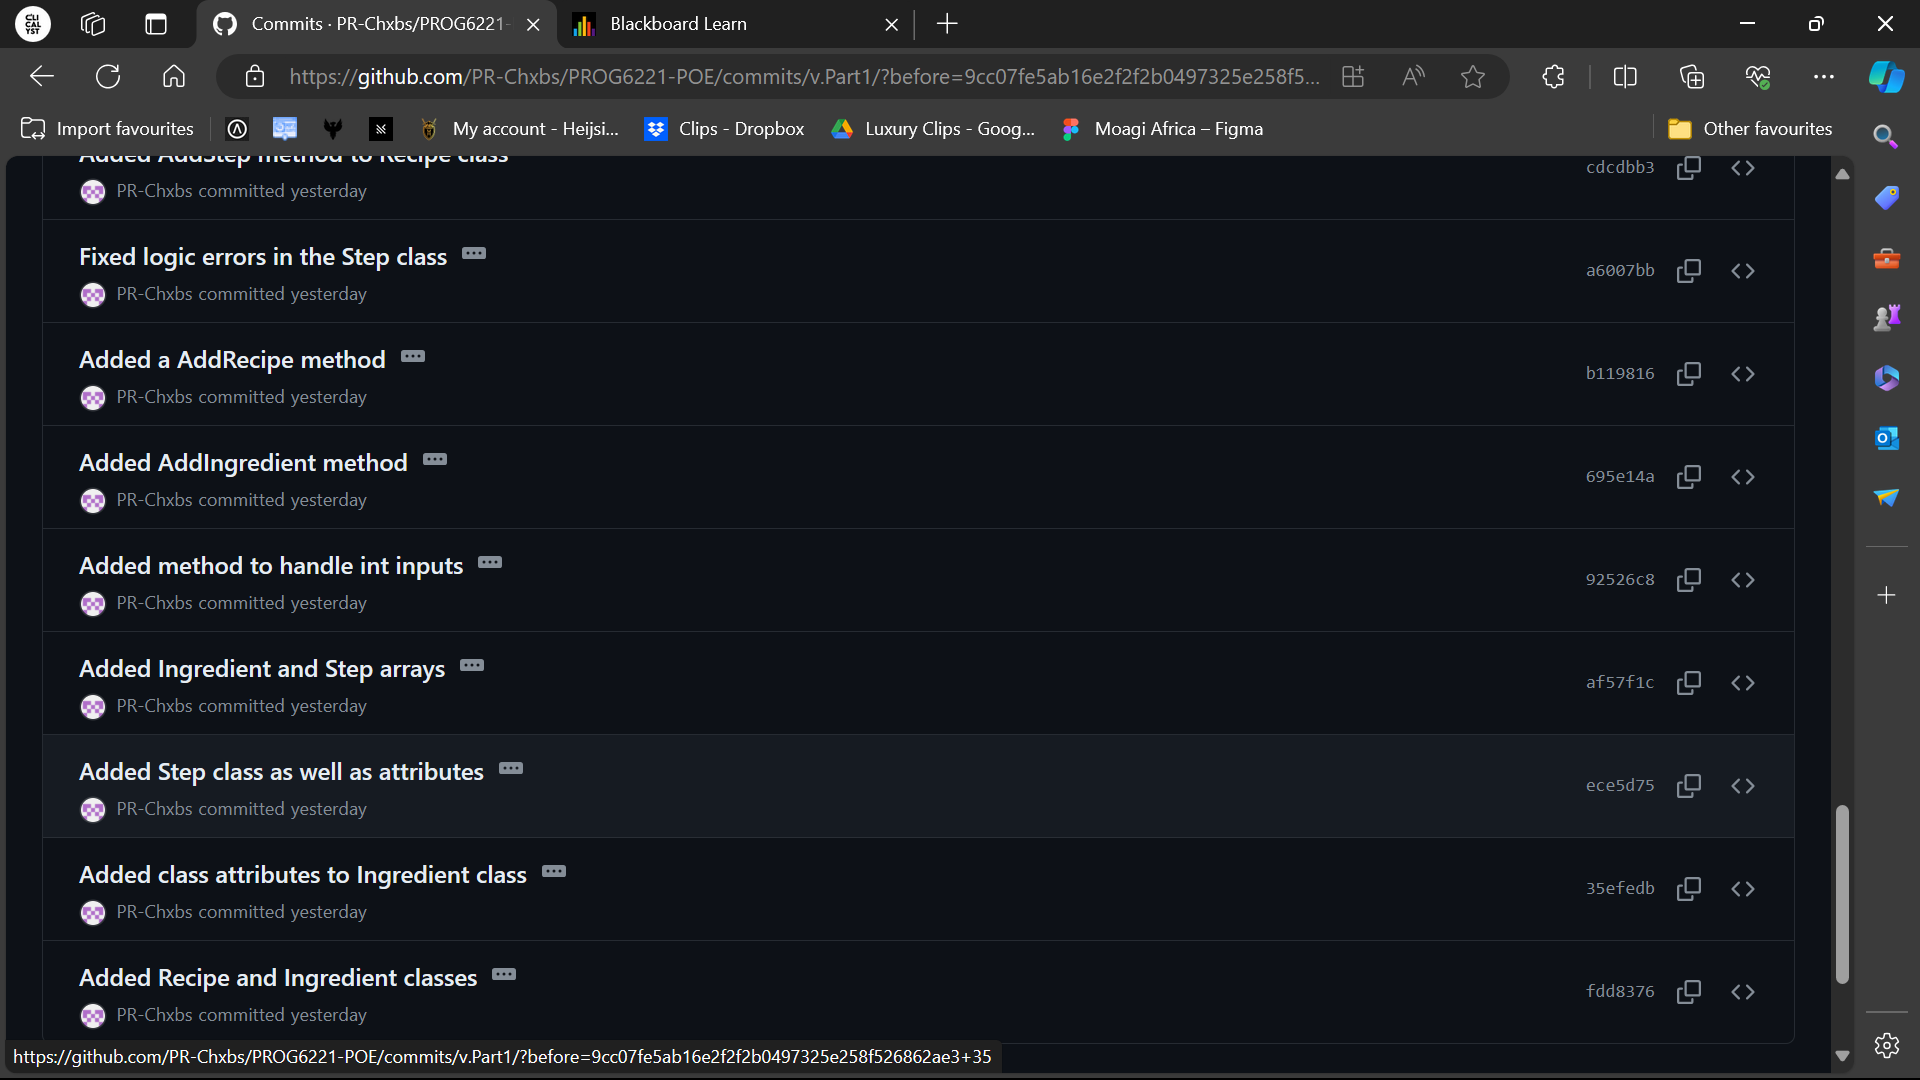 CLI
CAL
YST
Commits · PR-Chxbs/PROG6221-
Blackboard Learn
https://github.com/PR-Chxbs/PROG6221-POE/commits/v.Part1/?before=9cc07fe5ab16e2f2f2b0497325e258f5...
Import favourites
My account - Heijsi...
Clips - Dropbox
Luxury Clips - Goog...
Moagi Africa – Figma
Other favourites
Added AddStep method to Recipe class
cdcdbb3
PR-Chxbs committed yesterday
Fixed logic errors in the Step class
a6007bb
PR-Chxbs committed yesterday
Added a AddRecipe method
b119816
PR-Chxbs committed yesterday
Added AddIngredient method
695e14a
PR-Chxbs committed yesterday
Added method to handle int inputs
92526c8
PR-Chxbs committed yesterday
Added Ingredient and Step arrays
af57f1c
PR-Chxbs committed yesterday
Added Step class as well as attributes
ece5d75
PR-Chxbs committed yesterday
Added class attributes to Ingredient class
35efedb
PR-Chxbs committed yesterday
Added Recipe and Ingredient classes
fdd8376
PR-Chxbs committed yesterday
https://github.com/PR-Chxbs/PROG6221-POE/commits/v.Part1/?before=9cc07fe5ab16e2f2f2b0497325e258f526862ae3+35